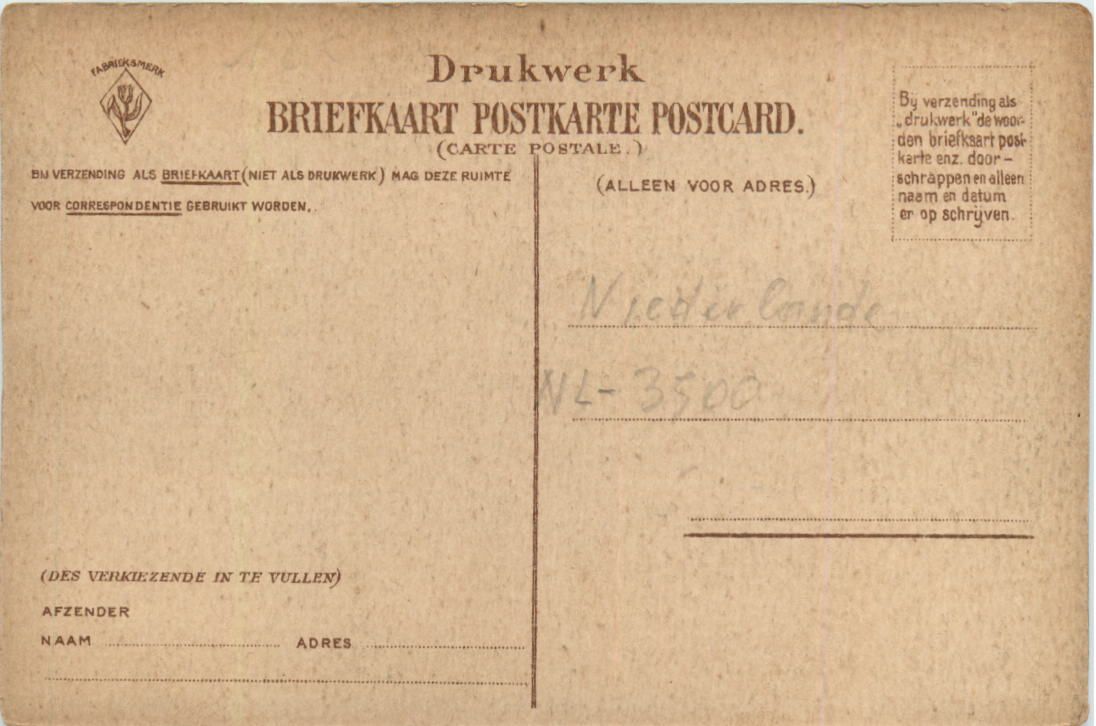 FABRIEKSMERK
Drukwerk
BRIEFKAART POSTKARTE POSTCARD.
(CARTE POSTALE.)
BIJ VERZENDING ALS BRIEFKAART (NIET ALS DRUKWERK) MAG DEZE RUIMTE
VOOR CORRESPONDENTIE GEBRUIKT WORDEN.
(ALLEEN VOOR ADRES.)
Bij verzending als
„drukwerk" de woor-
den briefkaart post-
karte enz. door-
schrappen en alleen
naam en datum
er op schrijven.
Niederlande
NL-3500
(DES VERKIEZENDE IN TE VULLEN)
AFZENDER
NAAM ADRES